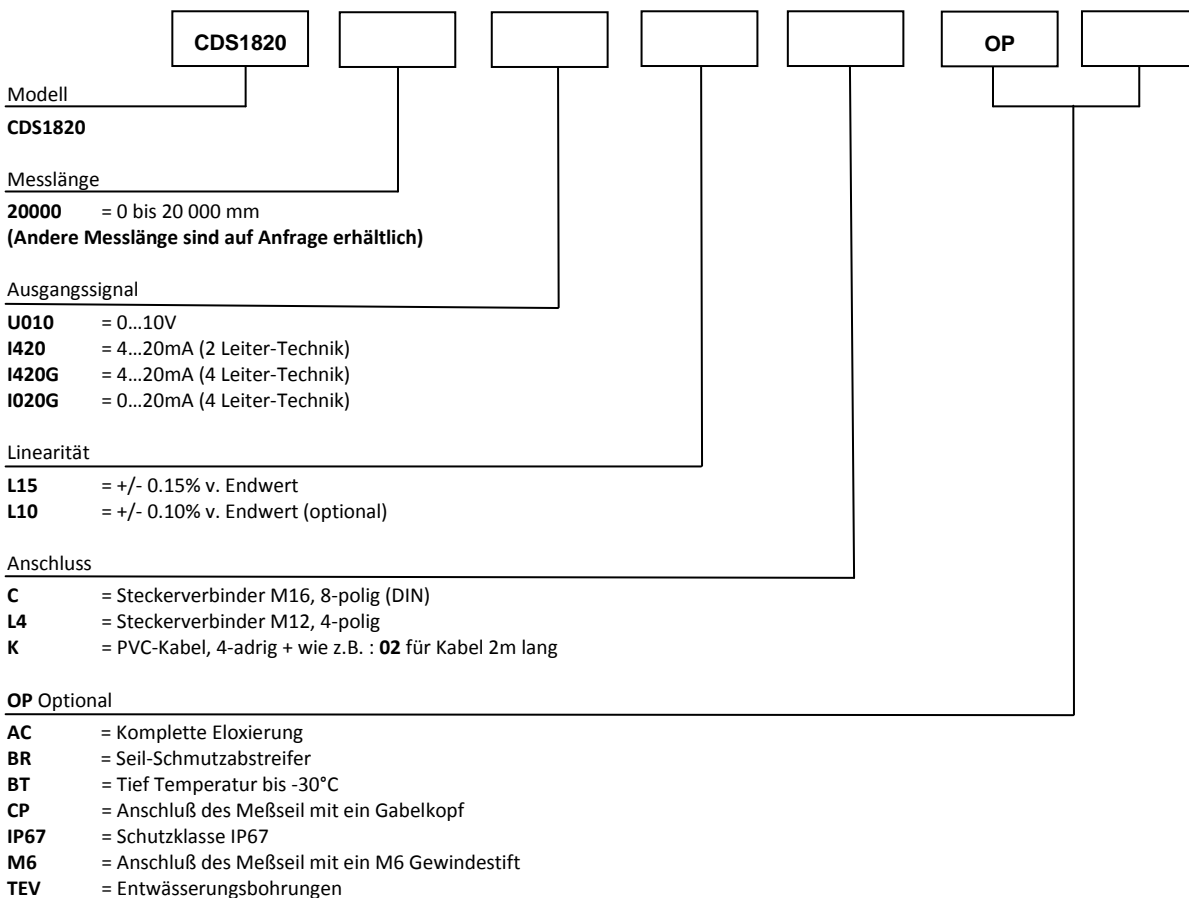 CDS1820 OP
Modell
CDS1820
Messlänge
20000 = 0 bis 20 000 mm
(Andere Messlänge sind auf Anfrage erhältlich)
Ausgangssignal
U010 = 0...10V
I420 = 4...20mA (2 Leiter-Technik)
I420G = 4...20mA (4 Leiter-Technik)
I020G = 0...20mA (4 Leiter-Technik)
Linearität
L15 = +/- 0.15% v. Endwert
L10 = +/- 0.10% v. Endwert (optional)
Anschluss
C = Steckerverbinder M16, 8-polig (DIN)
L4 = Steckerverbinder M12, 4-polig
K = PVC-Kabel, 4-adrig + wie z.B. : 02 für Kabel 2m lang
OP Optional
AC = Komplette Eloxierung
BR = Seil-Schmutzabstreifer
BT = Tief Temperatur bis -30°C
CP = Anschluß des Meßseil mit ein Gabelkopf
IP67 = Schutzklasse IP67
M6 = Anschluß des Meßseil mit ein M6 Gewindestift
TEV = Entwässerungsbohrungen